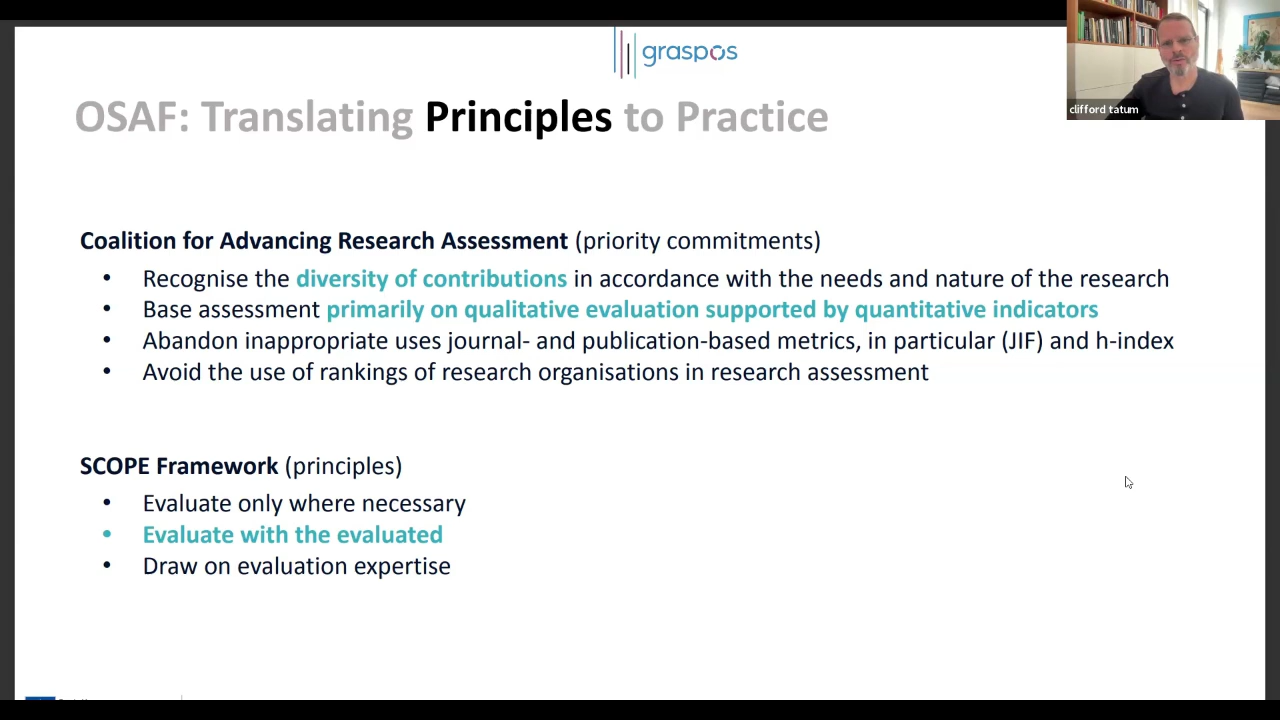 graspos
clifford tatum
OSAF: Translating Principles to Practice
Coalition for Advancing Research Assessment (priority commitments)
• Recognise the diversity of contributions in accordance with the needs and nature of the research
• Base assessment primarily on qualitative evaluation supported by quantitative indicators
• Abandon inappropriate uses journal- and publication-based metrics, in particular (JIF) and h-index
• Avoid the use of rankings of research organisations in research assessment
SCOPE Framework (principles)
• Evaluate only where necessary
• Evaluate with the evaluated
• Draw on evaluation expertise